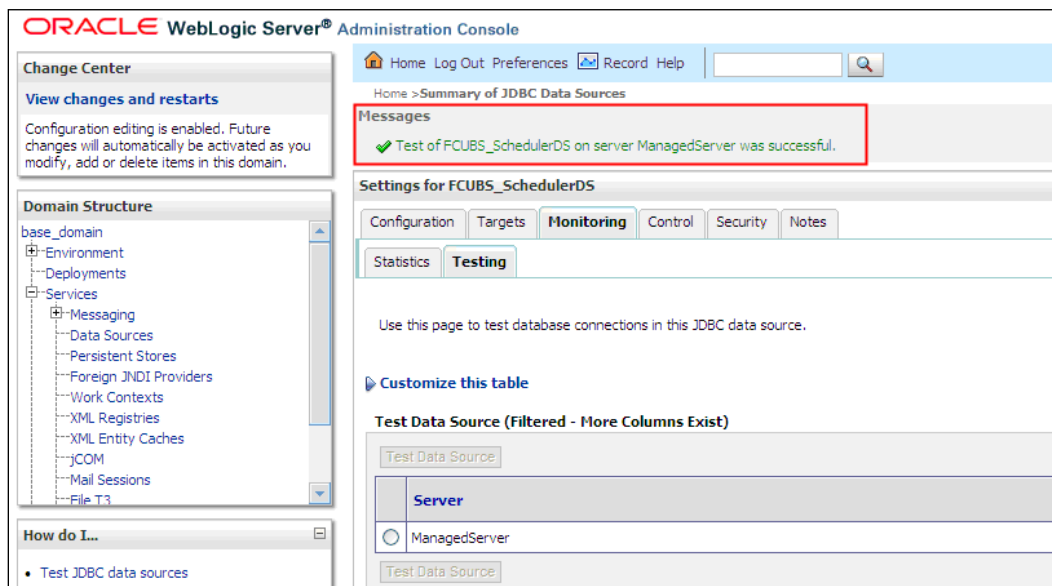 ORACLE WebLogic Server® Administration Console
Change Center
View changes and restarts
Configuration editing is enabled. Future
changes will automatically be activated as you
modify, add or delete items in this domain.
Domain Structure
base_domain
Environment
Deployments
Services
Messaging
Data Sources
Persistent Stores
Foreign JNDI Providers
Work Contexts
XML Registries
XML Entity Caches
jCOM
Mail Sessions
File T3
How do I...
Test JDBC data sources
Home Log Out Preferences Record Help
Home >Summary of JDBC Data Sources
Messages
Test of FCUBS_SchedulerDS on server ManagedServer was successful.
Settings for FCUBS_SchedulerDS
Configuration Targets Monitoring Control Security Notes
Statistics Testing
Use this page to test database connections in this JDBC data source.
Customize this table
Test Data Source (Filtered - More Columns Exist)
Test Data Source
Server
ManagedServer
Test Data Source